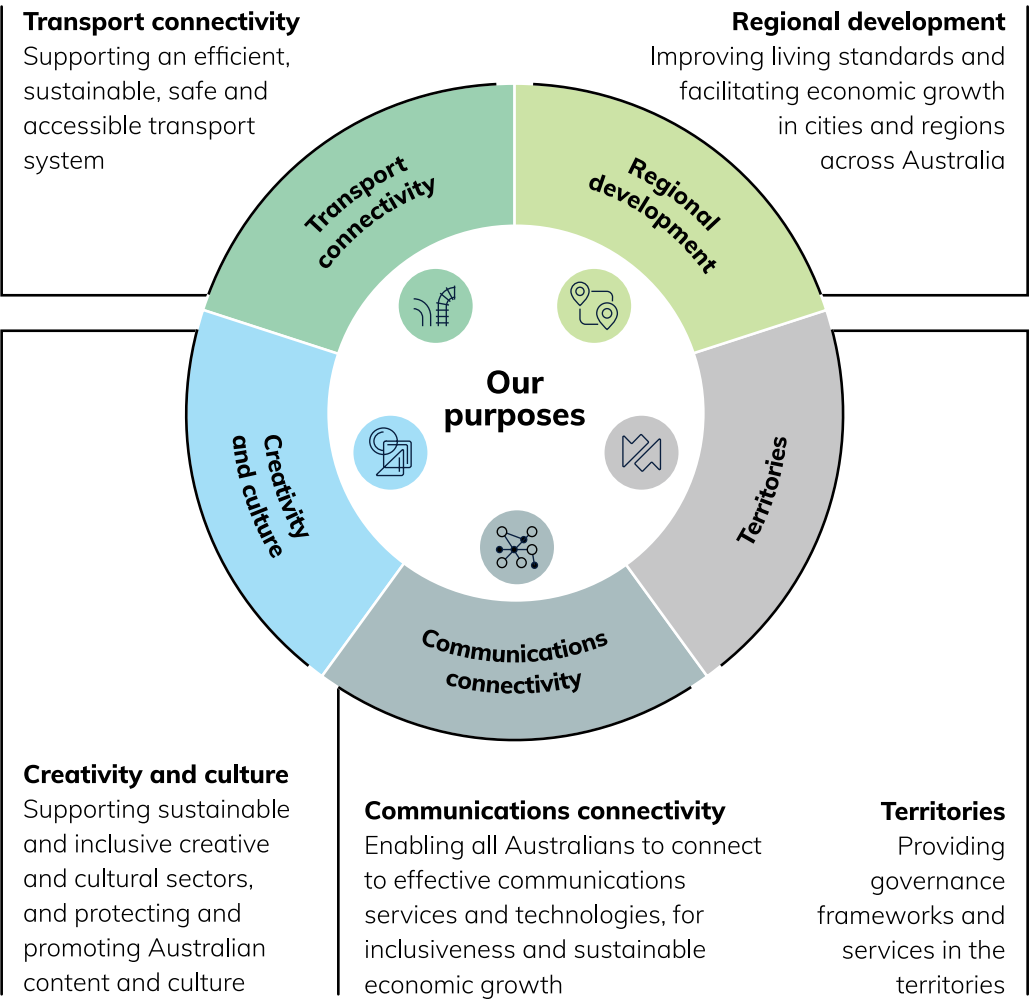 Transport connectivity
Supporting an efficient,
sustainable, safe and
accessible transport
system
Regional development
Improving living standards and
facilitating economic growth
in cities and regions
across Australia
Transport
connectivity
Regional
development
Our
purposes
Creativity
and culture
Territories
Communications
connectivity
Creativity and culture
Supporting sustainable
and inclusive creative
and cultural sectors,
and protecting and
promoting Australian
content and culture
Communications connectivity
Enabling all Australians to connect
to effective communications
services and technologies, for
inclusiveness and sustainable
economic growth
Territories
Providing
governance
frameworks and
services in the
territories